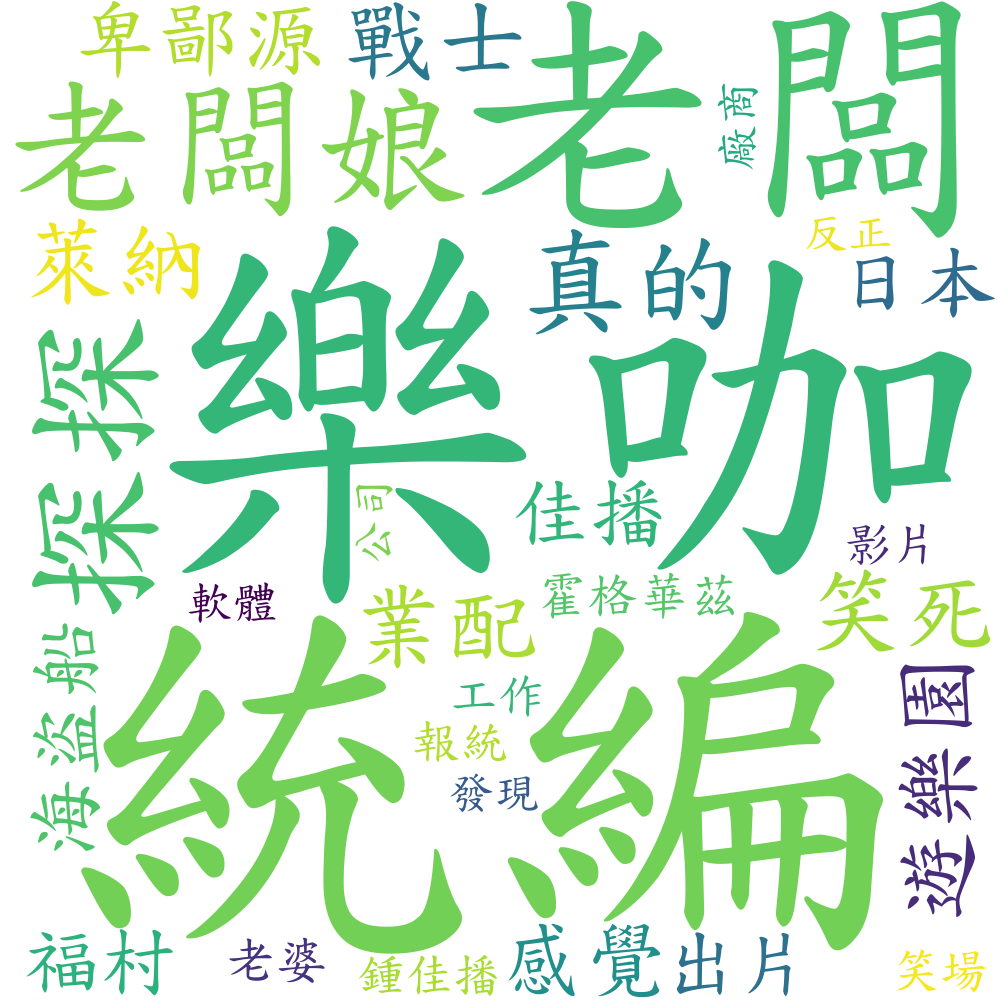 卑鄙源
戰士
老闆
老闆娘
廠商
萊納
真的
反正
日本
樂咖
探探
探探
佳播
公司
影片
軟體
業配
霍格華茲
笑死
海盜船
統編
工作
報統
發現
遊樂園
福村
老婆
鍾佳播
感覺
出片
笑場